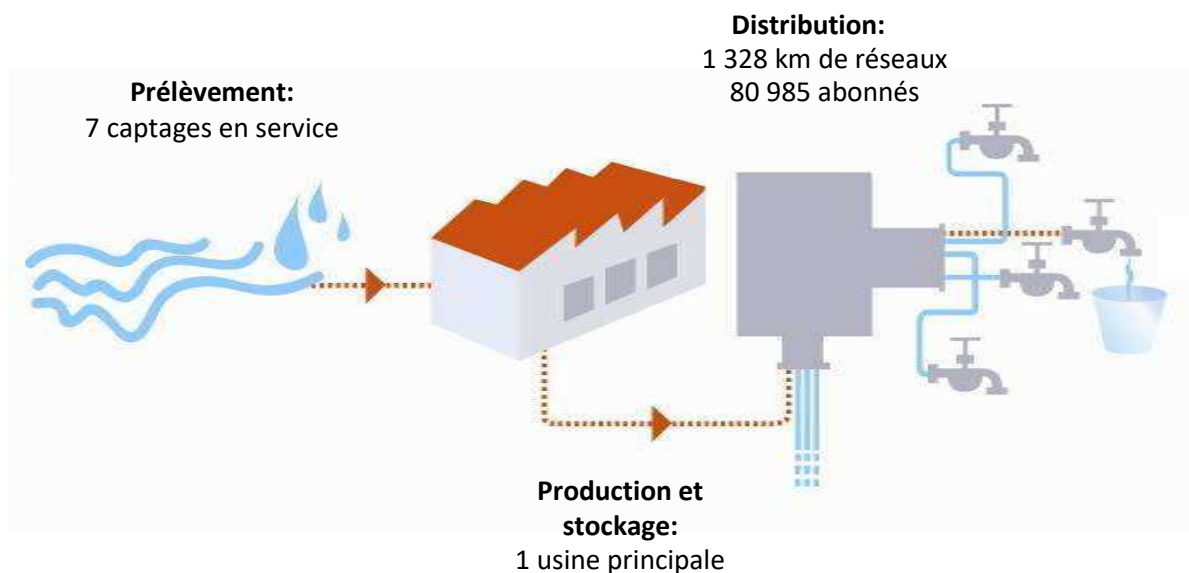 Prélèvement:
7 captages en service
Distribution:
1 328 km de réseaux
80 985 abonnés
Production et
stockage:
1 usine principale